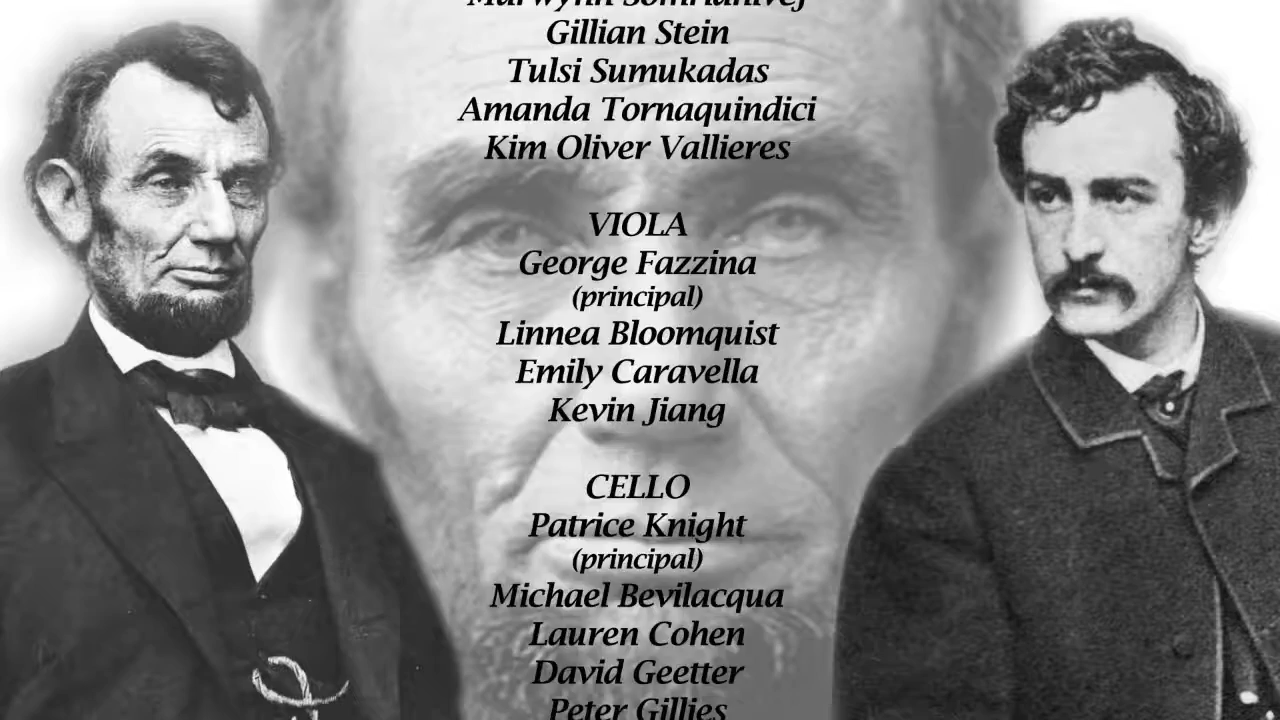 Gillian Stein
Tulsi Sumukadas
Amanda Tornaquindici
Kim Oliver Vallieres
VIOLA
George Fazzina
(principal)
Linnea Bloomquist
Emily Caravella
Kevin Jiang
CELLO
Patrice Knight
(principal)
Michael Bevilacqua
Lauren Cohen
David Geetter
Peter Gillies